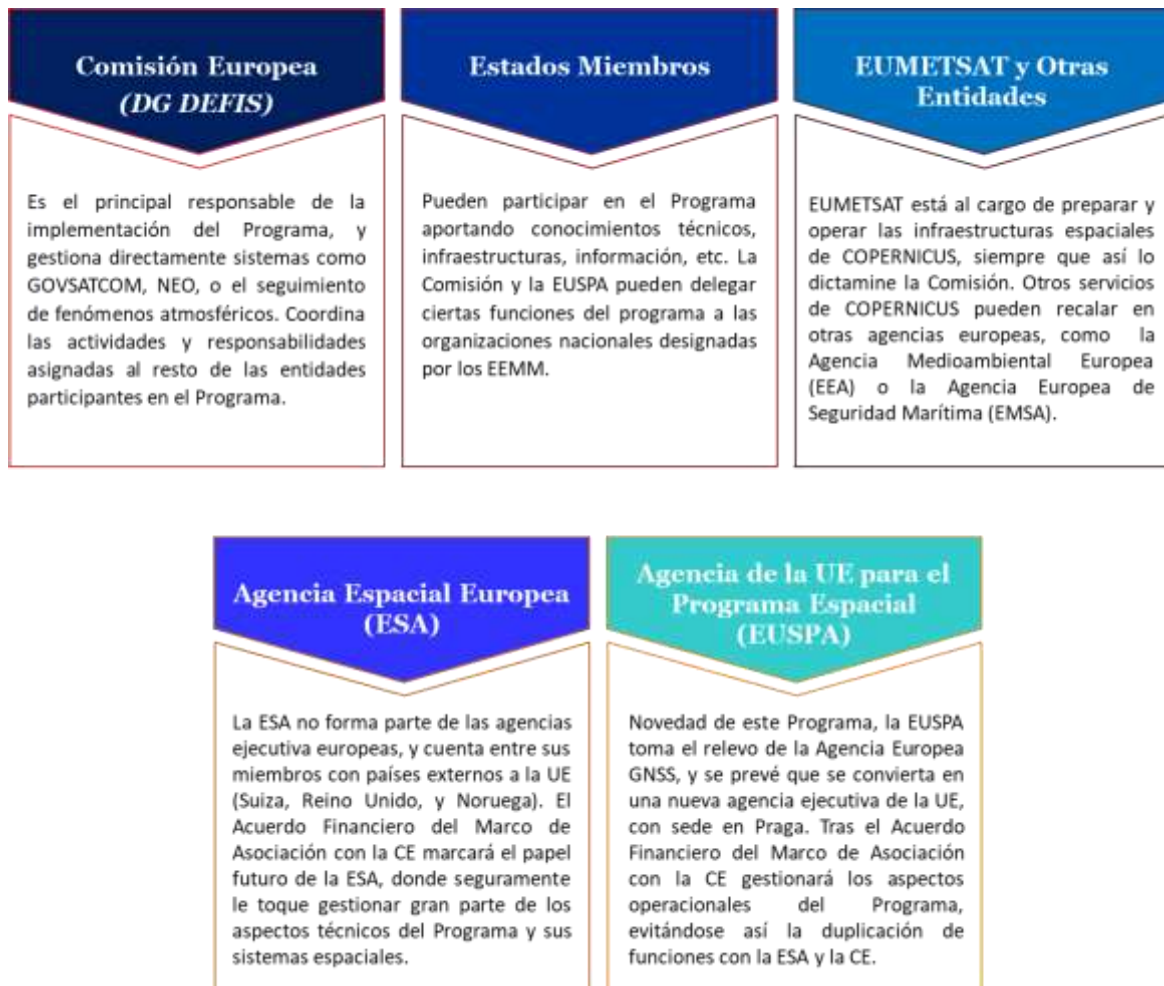 Comisión Europea
(DG DEFIS)
Es el principal responsable de la
implementación del Programa, y
gestiona directamente sistemas como
GOVSATCOM, NEO, o el seguimiento
de fenómenos atmosféricos. Coordina
las actividades y responsabilidades
asignadas al resto de las entidades
participantes en el Programa.
Estados Miembros
Pueden participar en el Programa
aportando conocimientos técnicos,
infraestructuras, información, etc. La
Comisión y la EUSPA pueden delegar
ciertas funciones del programa a las
organizaciones nacionales designadas
por los EEMM.
EUMETSAT y Otras
Entidades
EUMETSAT está al cargo de preparar y
operar las infraestructuras espaciales
de COPERNICUS, siempre que así lo
dictamine la Comisión. Otros servicios
de COPERNICUS pueden recalar en
otras agencias europeas, como la
Agencia Medioambiental Europea
(EEA) o la Agencia Europea de
Seguridad Marítima (EMSA).
Agencia Espacial Europea
(ESA)
La ESA no forma parte de las agencias
ejecutiva europeas, y cuenta entre sus
miembros con países externos a la UE
(Suiza, Reino Unido, y Noruega). El
Acuerdo Financiero del Marco de
Asociación con la CE marcará el papel
futuro de la ESA, donde seguramente
le toque gestionar gran parte de los
aspectos técnicos del Programa y sus
sistemas espaciales.
Agencia de la UE para el
Programa Espacial
(EUSPA)
Novedad de este Programa, la EUSPA
toma el relevo de la Agencia Europea
GNSS, y se prevé que se convierta en
una nueva agencia ejecutiva de la UE,
con sede en Praga. Tras el Acuerdo
Financiero del Marco de Asociación
con la CE gestionará los aspectos
operacionales del Programa,
evitándose así la duplicación de
funciones con la ESA y la CE.